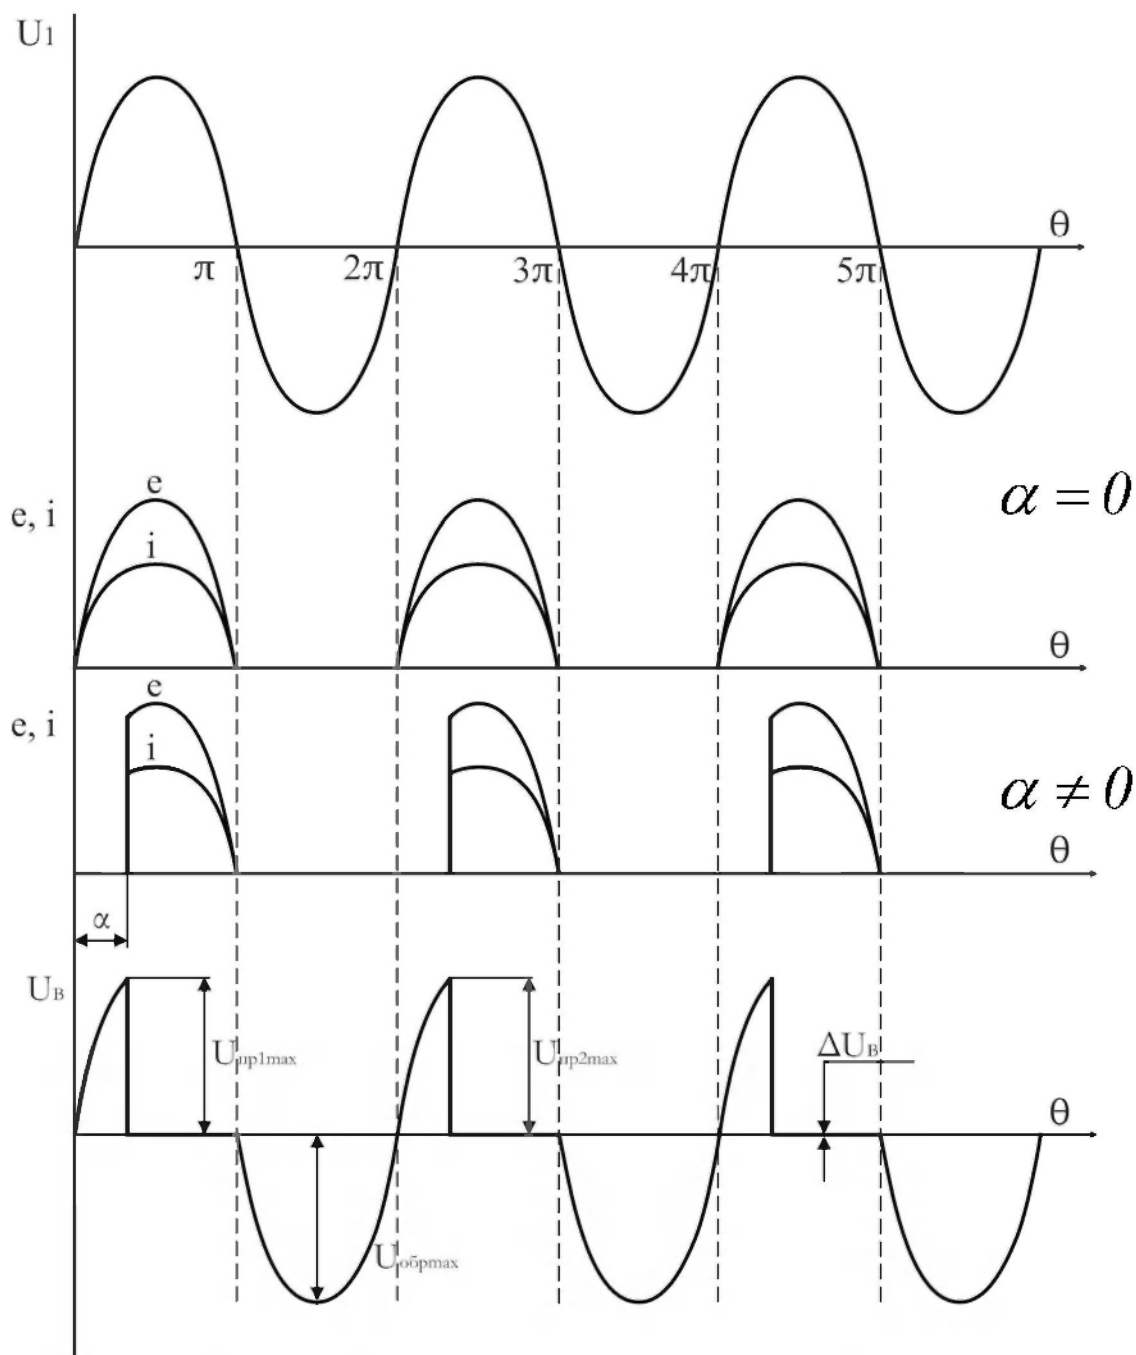 U1
θ
π 2π 3π 4π 5π
e
e, i
i
α = 0
θ
e
e, i
i
α ≠ 0
θ
α
UВ
Uпр1max
Uпр2max
ΔUВ
θ
Uобрmax